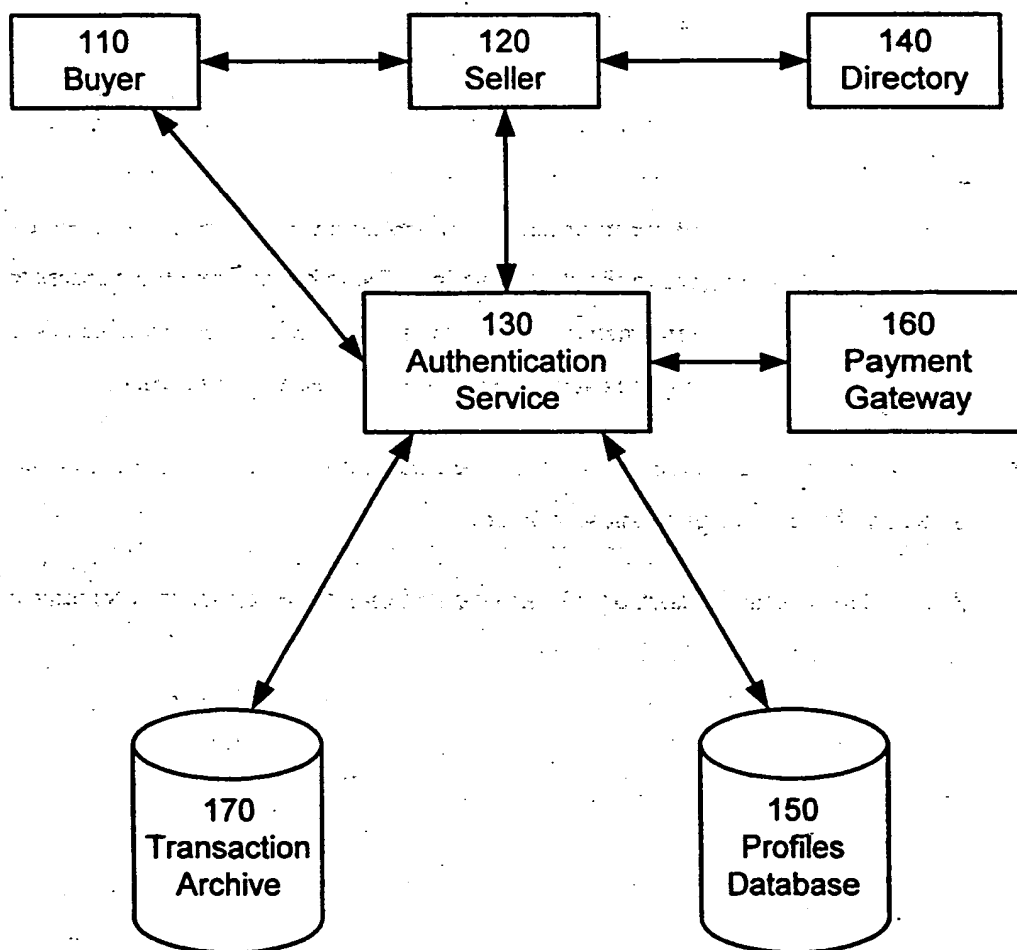 110
Buyer
120
Seller
140
Directory
130
Authentication
Service
160
Payment
Gateway
170
Transaction
Archive
150
Profiles
Database